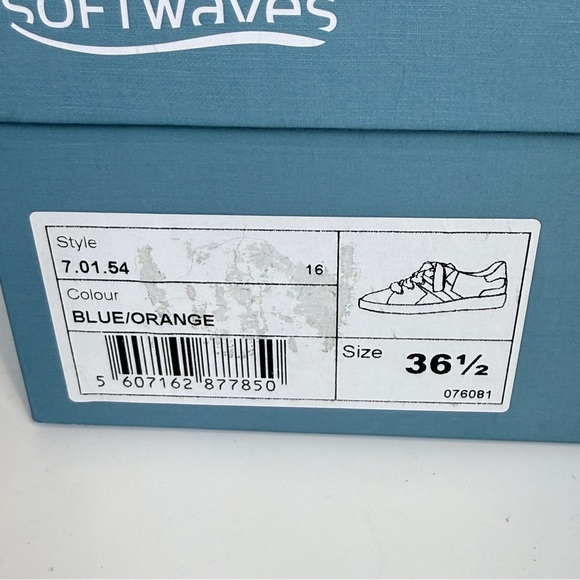 SOFTWaves
Style
7.01.54 16
Colour
BLUE/ORANGE
5 607162 877850
Size 36½
076081